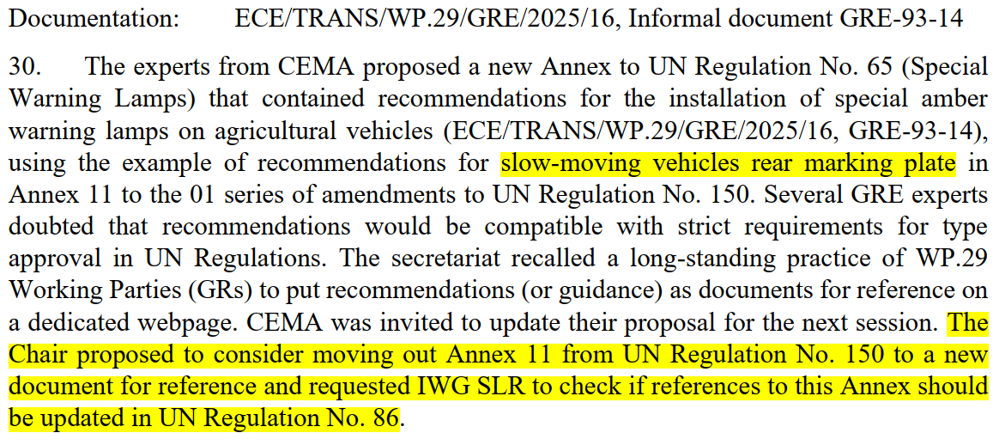 Documentation: ECE/TRANS/WP.29/GRE/2025/16, Informal document GRE-93-14
30. The experts from CEMA proposed a new Annex to UN Regulation No. 65 (Special
Warning Lamps) that contained recommendations for the installation of special amber
warning lamps on agricultural vehicles (ECE/TRANS/WP.29/GRE/2025/16, GRE-93-14),
using the example of recommendations for slow-moving vehicles rear marking plate in
Annex 11 to the 01 series of amendments to UN Regulation No. 150. Several GRE experts
doubted that recommendations would be compatible with strict requirements for type
approval in UN Regulations. The secretariat recalled a long-standing practice of WP.29
Working Parties (GRs) to put recommendations (or guidance) as documents for reference on
a dedicated webpage. CEMA was invited to update their proposal for the next session. The
Chair proposed to consider moving out Annex 11 from UN Regulation No. 150 to a new
document for reference and requested IWG SLR to check if references to this Annex should
be updated in UN Regulation No. 86.